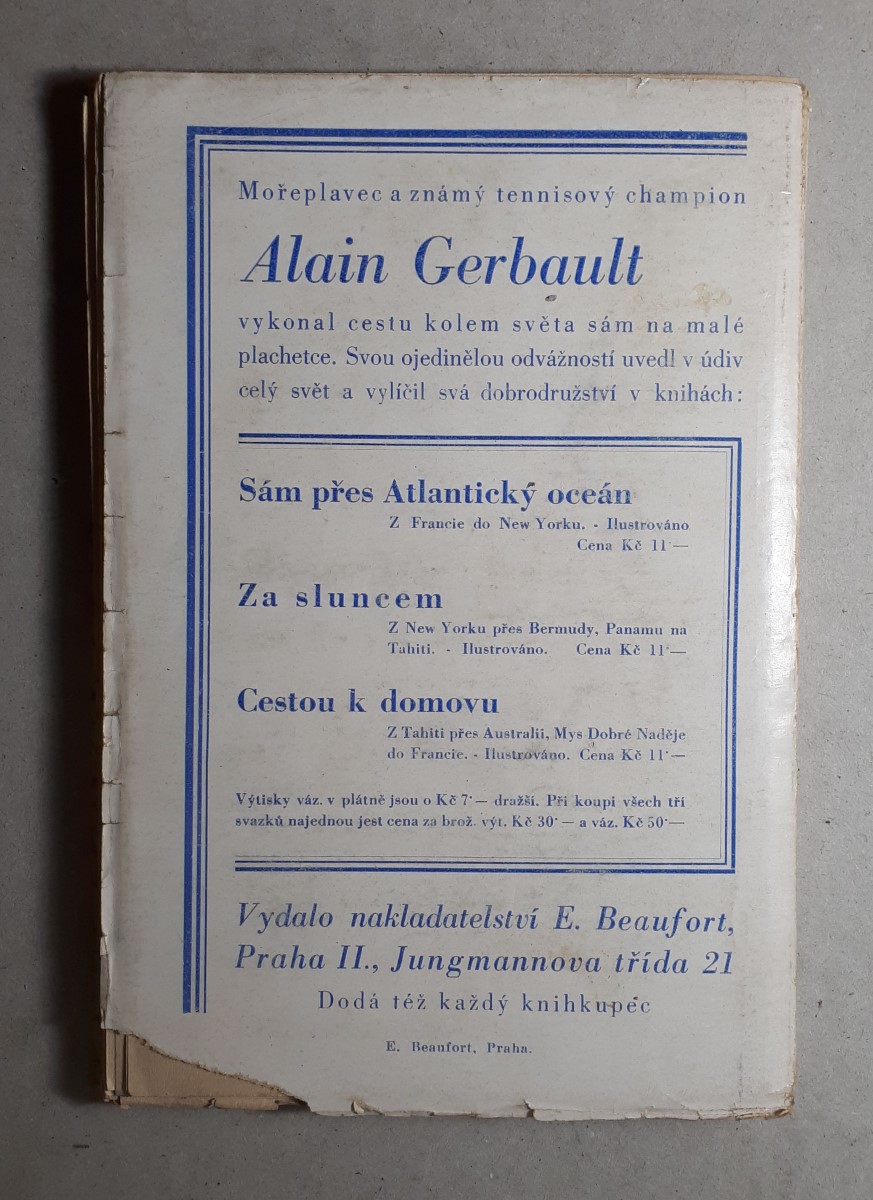 Mořeplavec a známý tennisový champion
Alain Gerbault
vykonal cestu kolem světa sám na malé
plachetce. Svou ojedinělou odvážností uvedl v údiv
celý svět a vylíčil svá dobrodružství v knihách:
Sám přes Atlantický oceán
Z Francie do New Yorku. - Ilustrováno
Cena Kč 11·—
Za sluncem
Z New Yorku přes Bermudy, Panamu na
Tahiti. - Ilustrováno. Cena Kč 11·—
Cestou k domovu
Z Tahiti přes Australii, Mys Dobré Naděje
do Francie. - Ilustrováno. Cena Kč 11·—
Výtisky váz. v plátně jsou o Kč 7·— dražší. Při koupi všech tří
svazků najednou jest cena za brož. výt. Kč 30·— a váz. Kč 50·—
Vydalo nakladatelství E. Beaufort,
Praha II., Jungmannova třída 21
Dodá též každý knihkupec
E. Beaufort, Praha.